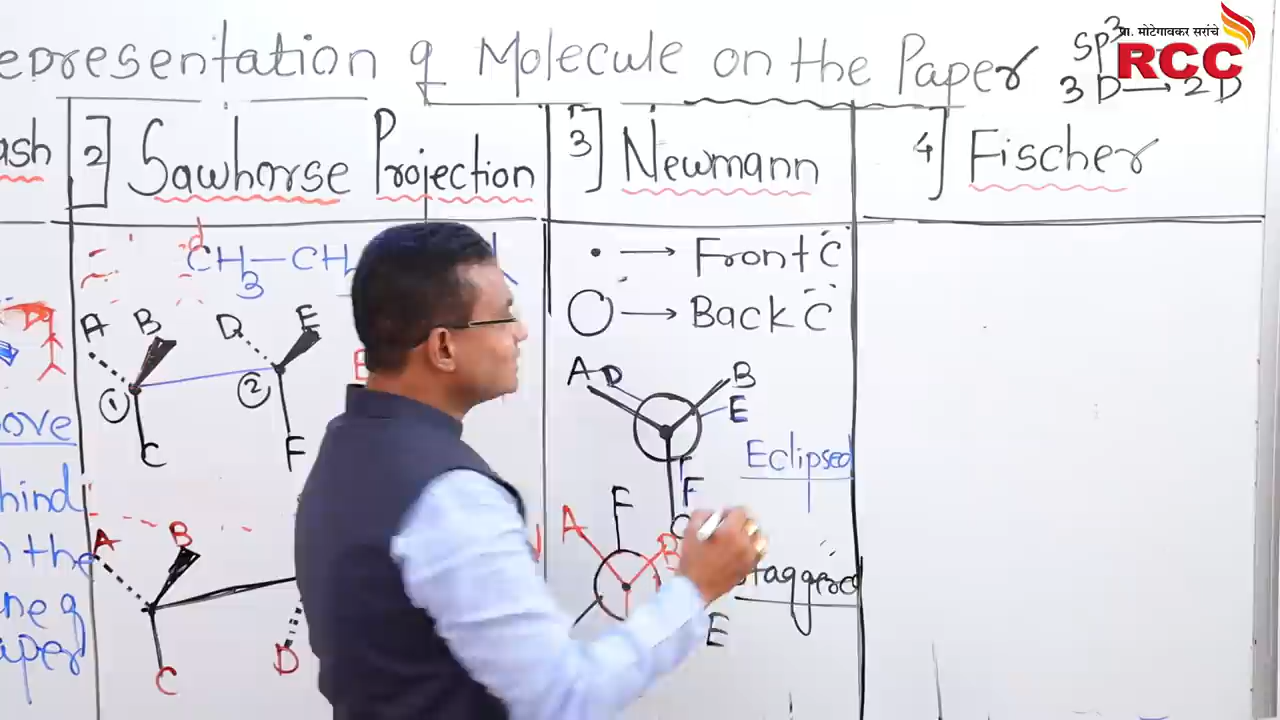 epresentation of Molecule on the Paper
sp³
3D → 2D
प्रा. मोटेगावकर सरांचे
RCC
ash
2] Sawhorse Projection
3] Newmann
4] Fischer
CH3–CH
• → Front C
○ → Back C
A B D E
① ②
C F
A D B
E
Eclipsed
F
F
A B
Staggered
E
A B
C D
ove
hind
the
aper